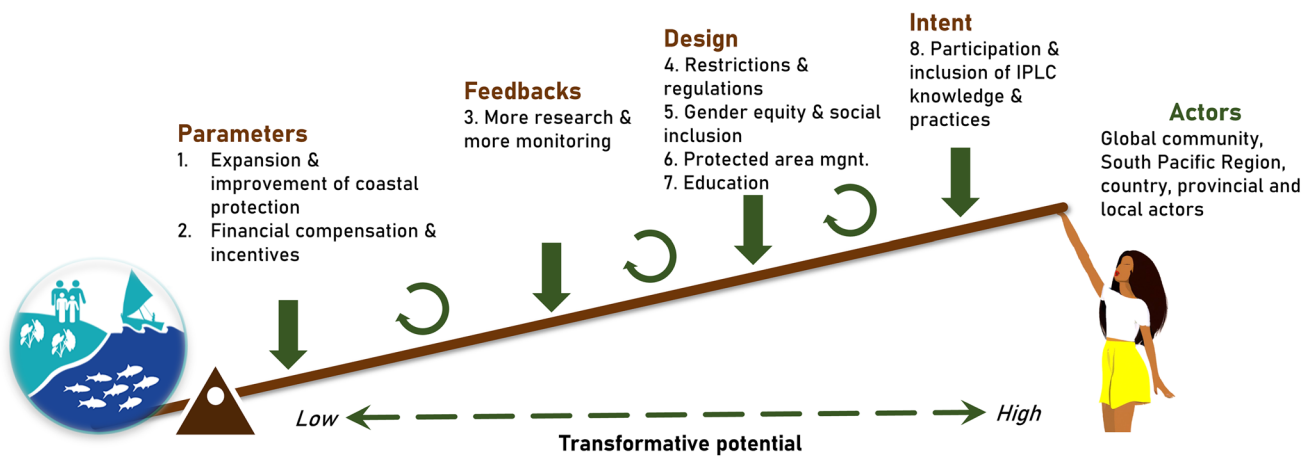 Parameters
1. Expansion &
improvement of coastal
protection
2. Financial compensation &
incentives
Feedbacks
3. More research &
more monitoring
Design
4. Restrictions &
regulations
5. Gender equity & social
inclusion
6. Protected area mgnt.
7. Education
Intent
8. Participation &
inclusion of IPLC
knowledge &
practices
Actors
Global community,
South Pacific Region,
country, provincial and
local actors
Low
High
Transformative potential